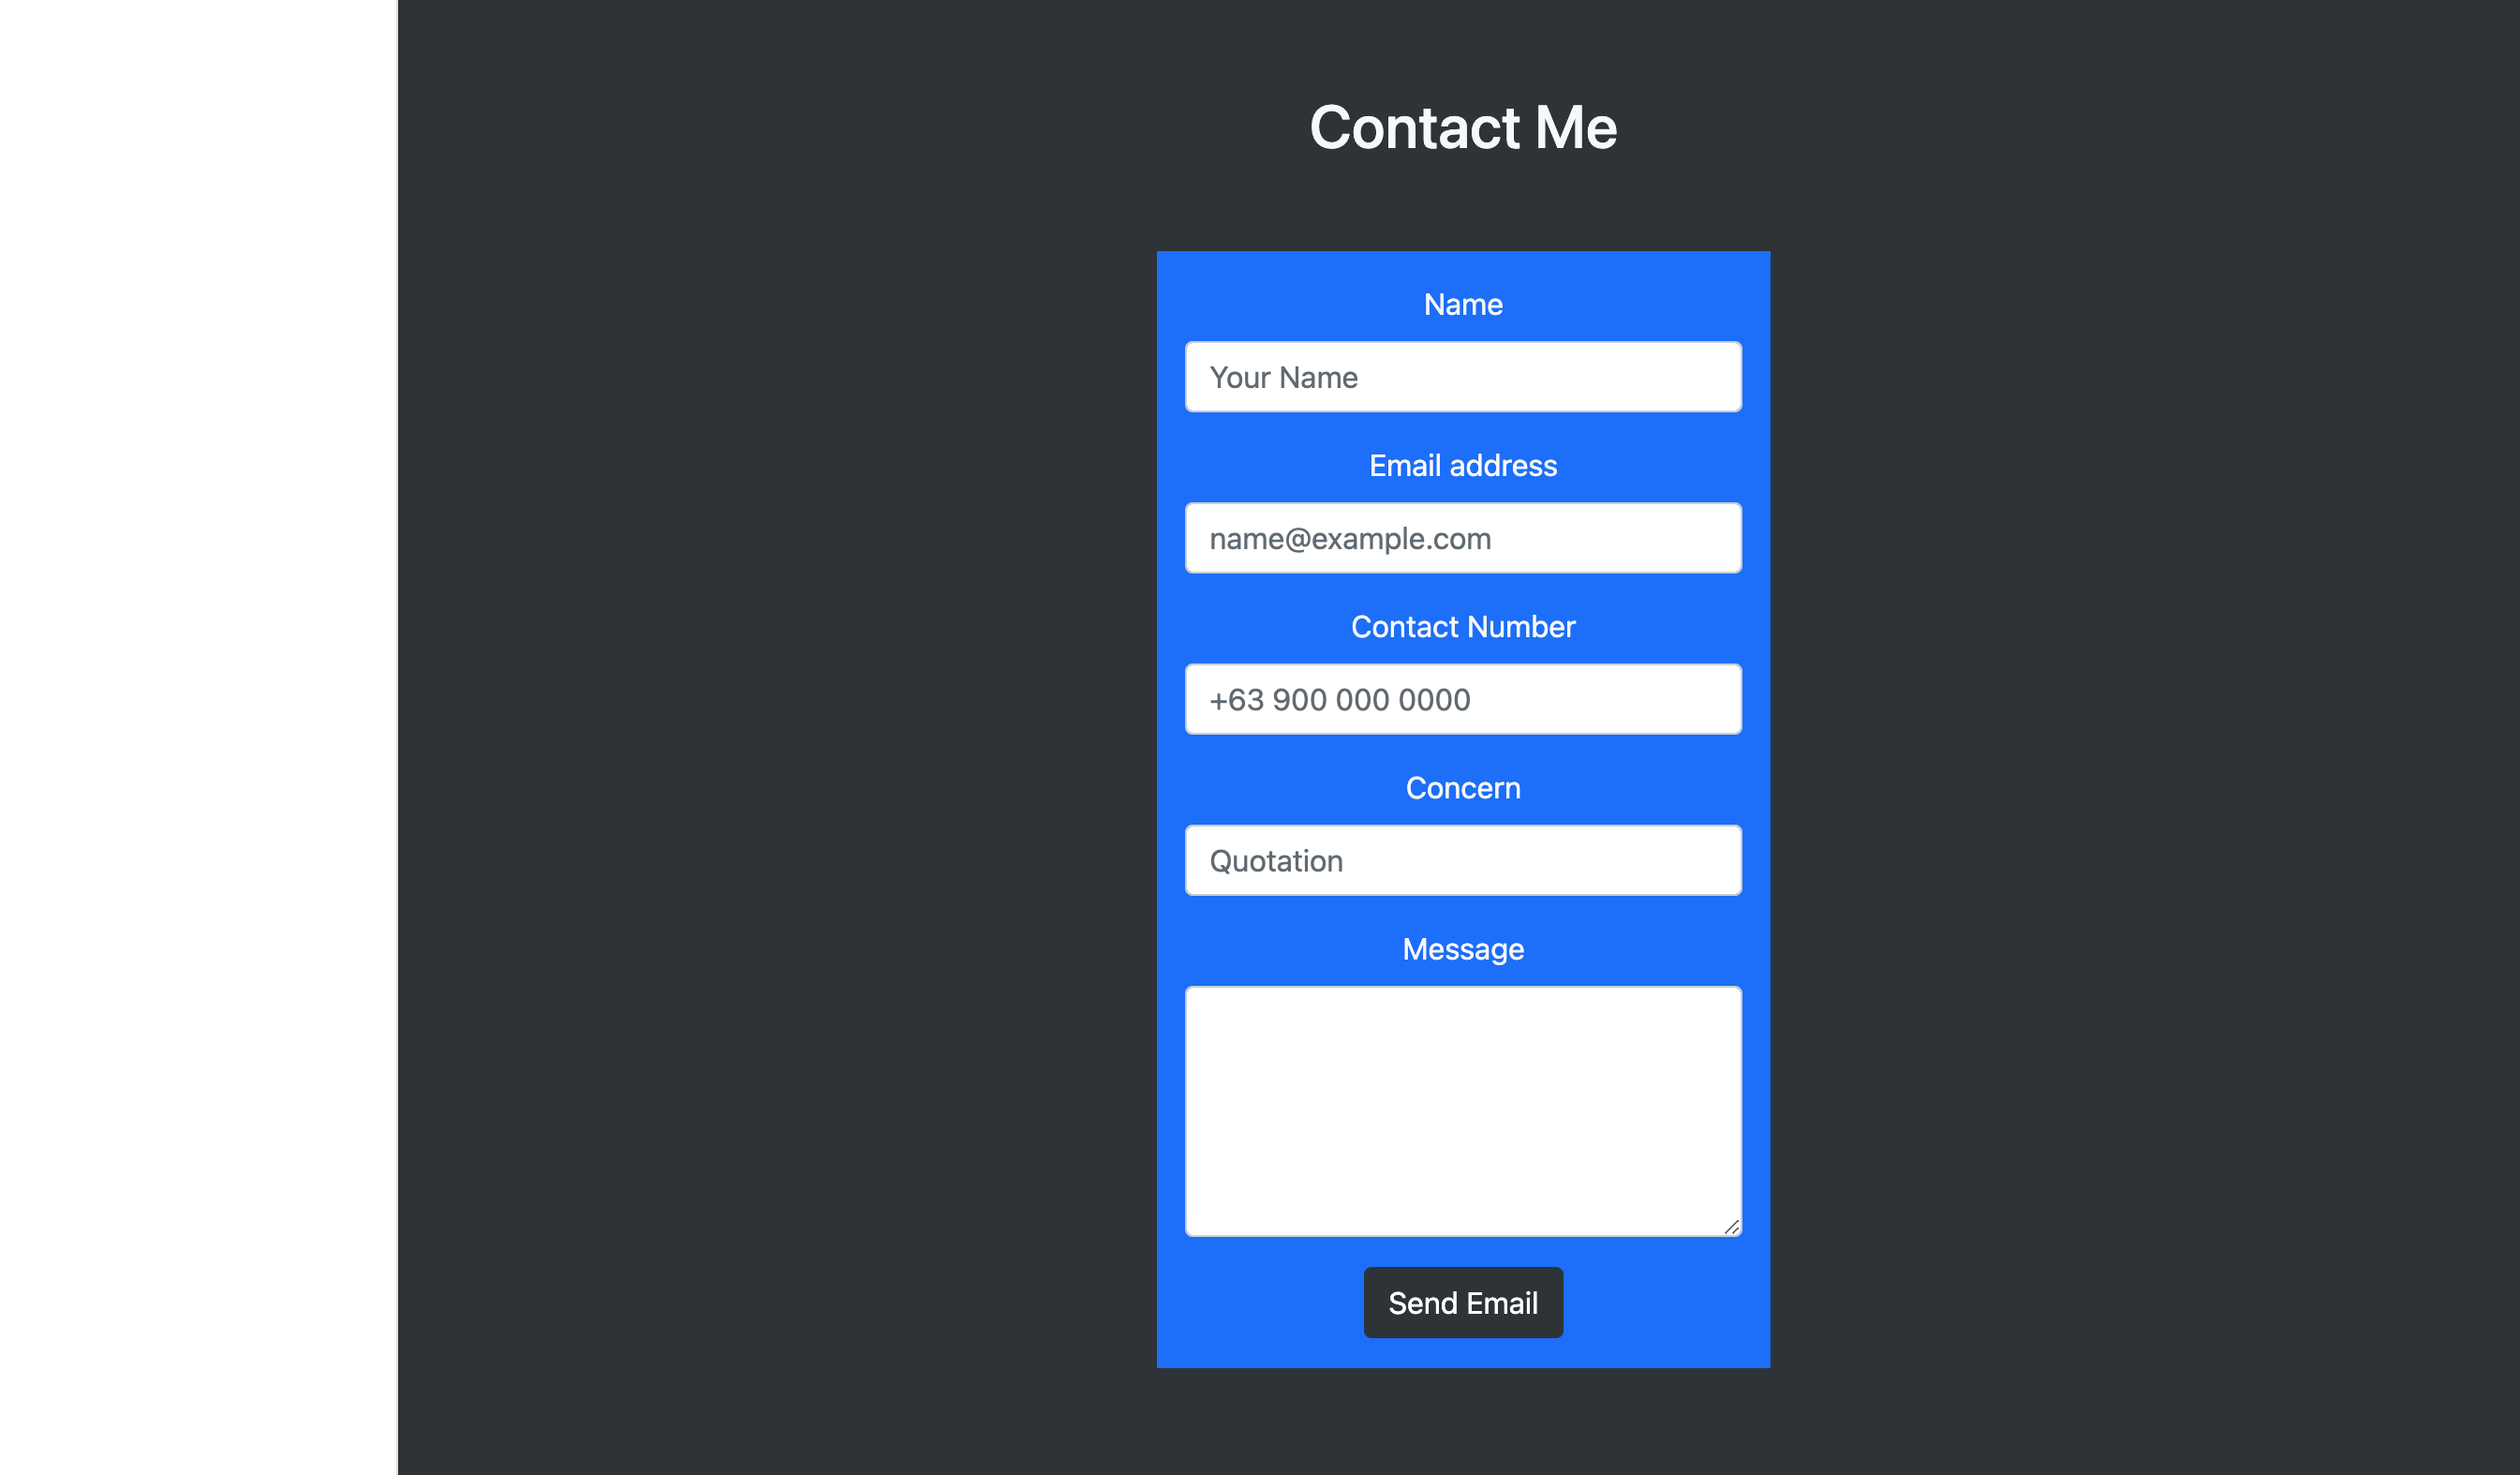 Contact Me
Name
Your Name
Email address
name@example.com
Contact Number
+63 900 000 0000
Concern
Quotation
Message
Send Email